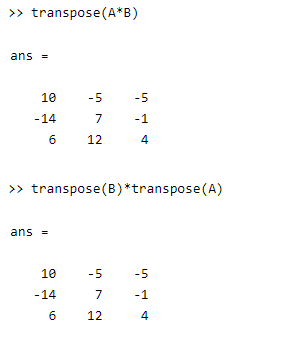 >> transpose(A*B)
ans =
10 -5 -5
-14 7 -1
6 12 4
>> transpose(B)*transpose(A)
ans =
10 -5 -5
-14 7 -1
6 12 4